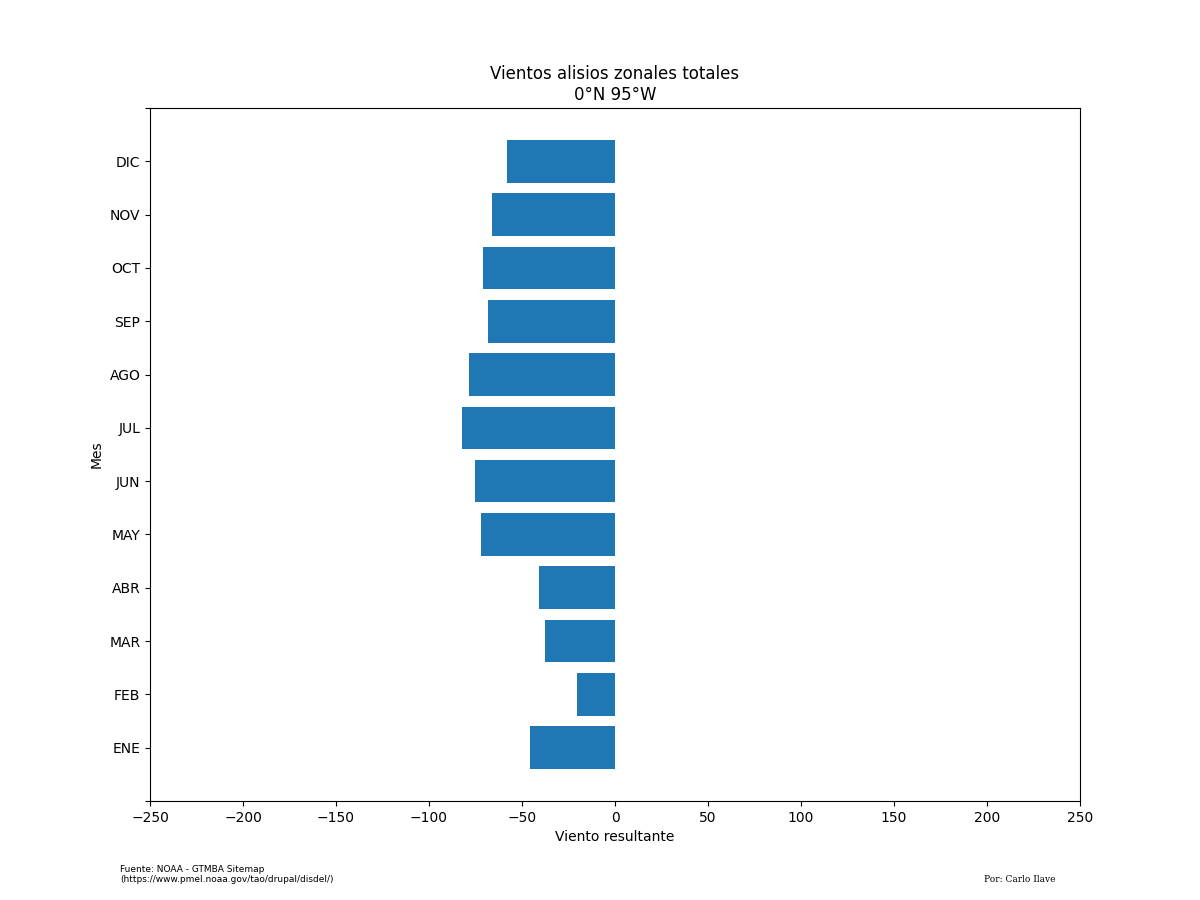 Vientos alisios zonales totales
0°N 95°W
DIC
NOV
OCT
SEP
AGO
JUL
JUN
MAY
ABR
MAR
FEB
ENE
Mes
−250 −200 −150 −100 −50 0 50 100 150 200 250
Viento resultante
Fuente: NOAA - GTMBA Sitemap
(https://www.pmel.noaa.gov/tao/drupal/disdel/)
Por: Carlo Ilave